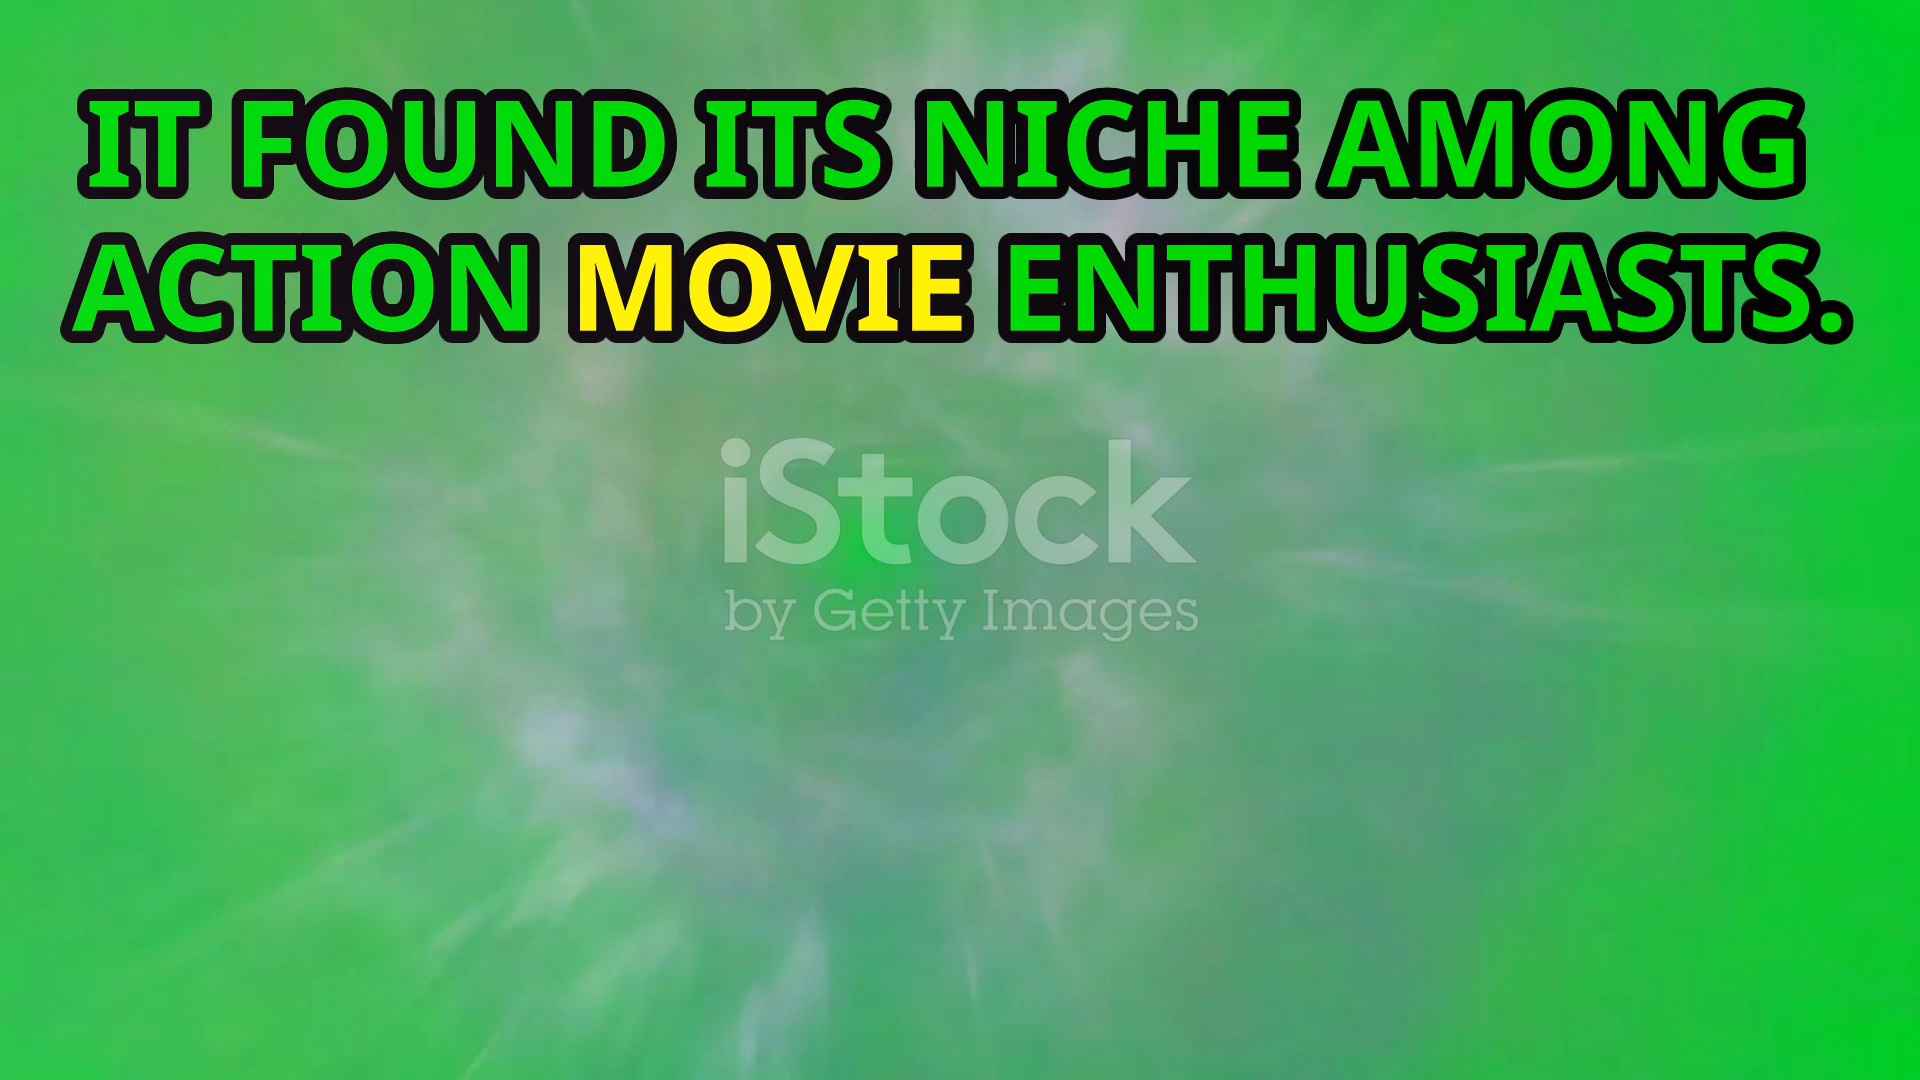 IT FOUND ITS NICHE AMONG
ACTION MOVIE ENTHUSIASTS.
iStock
by Getty Images